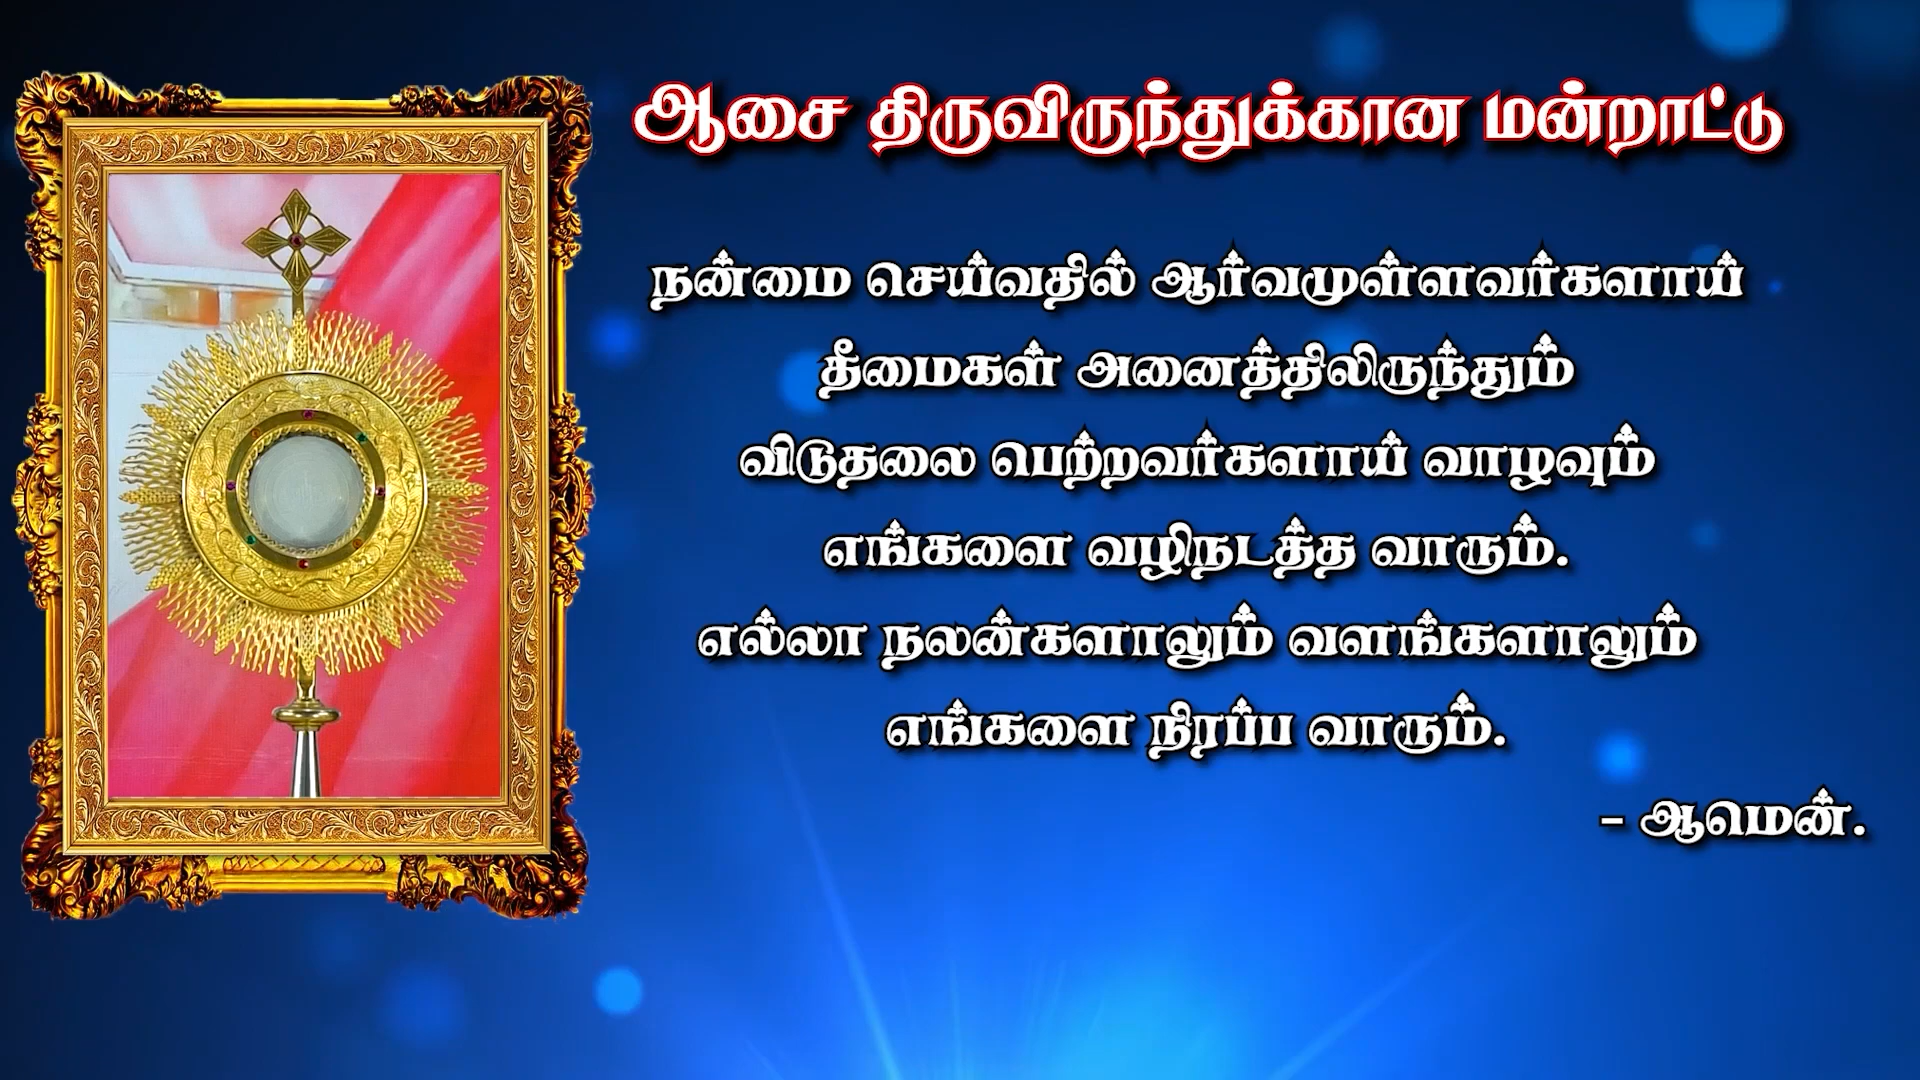 ஆசை திருவிருந்துக்கான மன்றாட்டு
நன்மை செய்வதில் ஆர்வமுள்ளவர்களாய்
தீமைகள் அனைத்திலிருந்தும்
விடுதலை பெற்றவர்களாய் வாழவும்
எங்களை வழிநடத்த வாரும்.
எல்லா நலன்களாலும் வளங்களாலும்
எங்களை நிரப்ப வாரும்.
- ஆமென்.